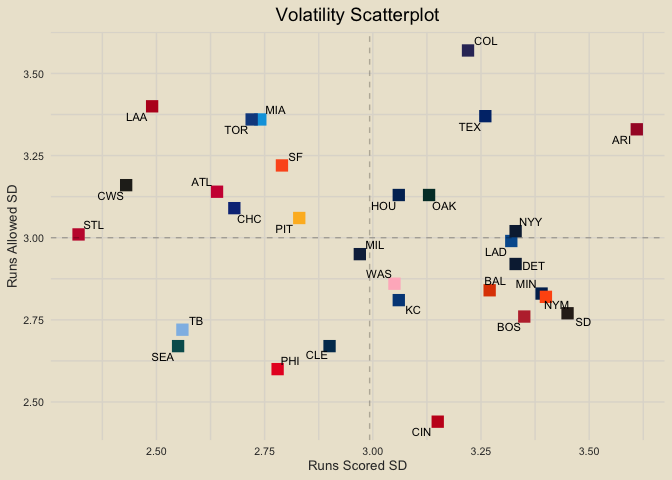 Volatility Scatterplot
COL
3.50
LAA
MIA
TOR
TEX
ARI
3.25
SF
CWS
ATL
HOU
OAK
CHC
PIT
STL
NYY
3.00
MIL
LAD
DET
WAS
BAL
MIN
KC
NYM
2.75
TB
BOS
SD
SEA
PHI
CLE
2.50
CIN
Runs Allowed SD
2.50
2.75
3.00
3.25
3.50
Runs Scored SD